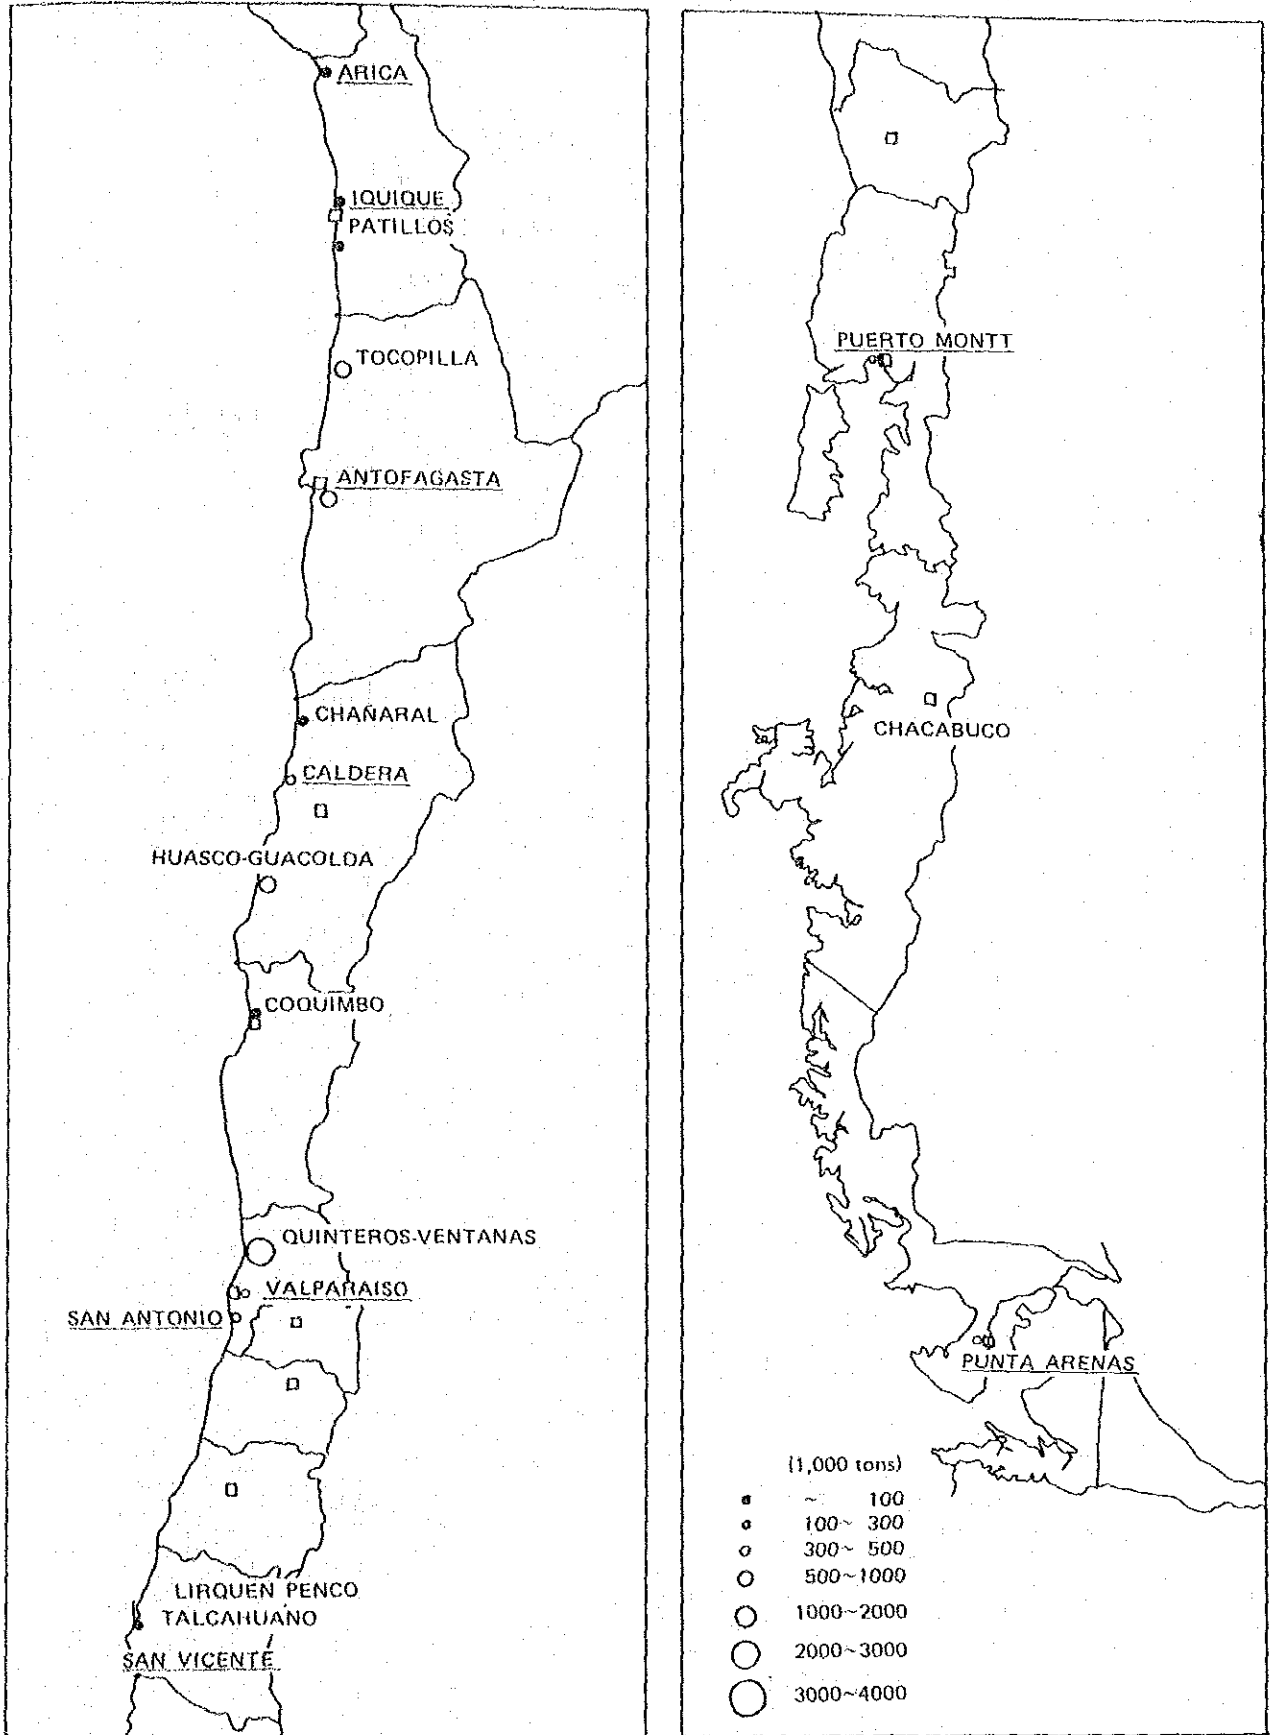 ARICA
IQUIQUE
PATILLOS
TOCOPILLA
ANTOFAGASTA
CHAÑARAL
CALDERA
HUASCO-GUACOLDA
COQUIMBO
QUINTEROS-VENTANAS
VALPARAISO
SAN ANTONIO
LIRQUEN PENCO
TALCAHUANO
SAN VICENTE
PUERTO MONTT
CHACABUCO
PUNTA ARENAS
(1,000 tons)
~ 100
100~ 300
300~ 500
500~1000
1000~2000
2000~3000
3000~4000